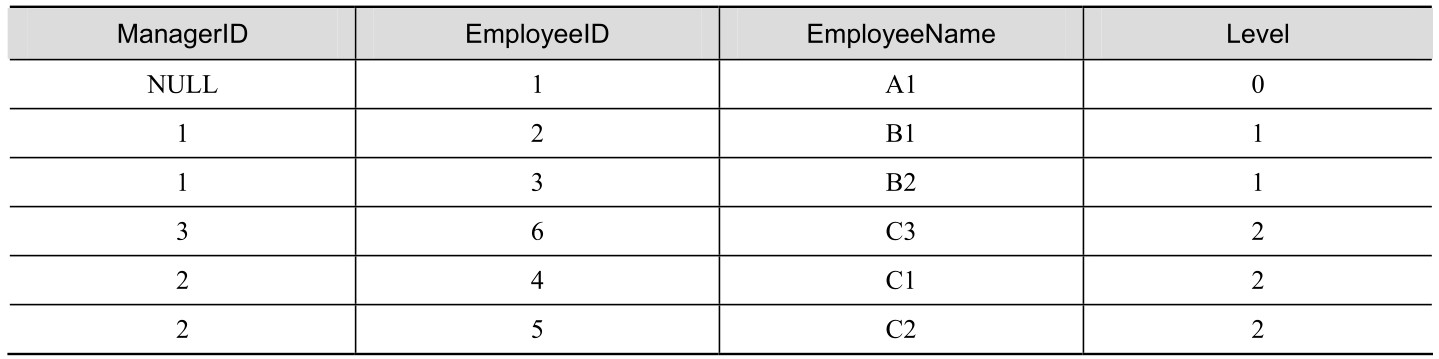 ManagerID EmployeeID EmployeeName Level
NULL 1 A1 0
1 2 B1 1
1 3 B2 1
3 6 C3 2
2 4 C1 2
2 5 C2 2